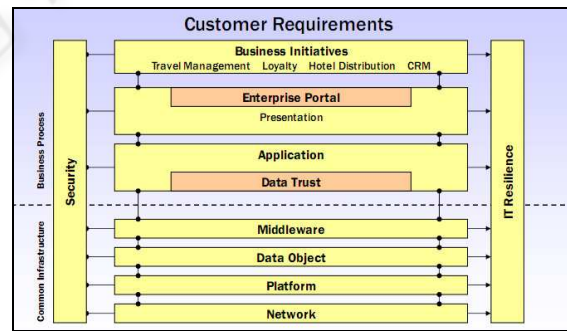 Customer Requirements
Business Initiatives
Travel Management Loyalty Hotel Distribution CRM
Enterprise Portal
Presentation
Application
Data Trust
Middleware
Data Object
Platform
Network
Business Process
Common Infrastructure
Security
IT Resilience